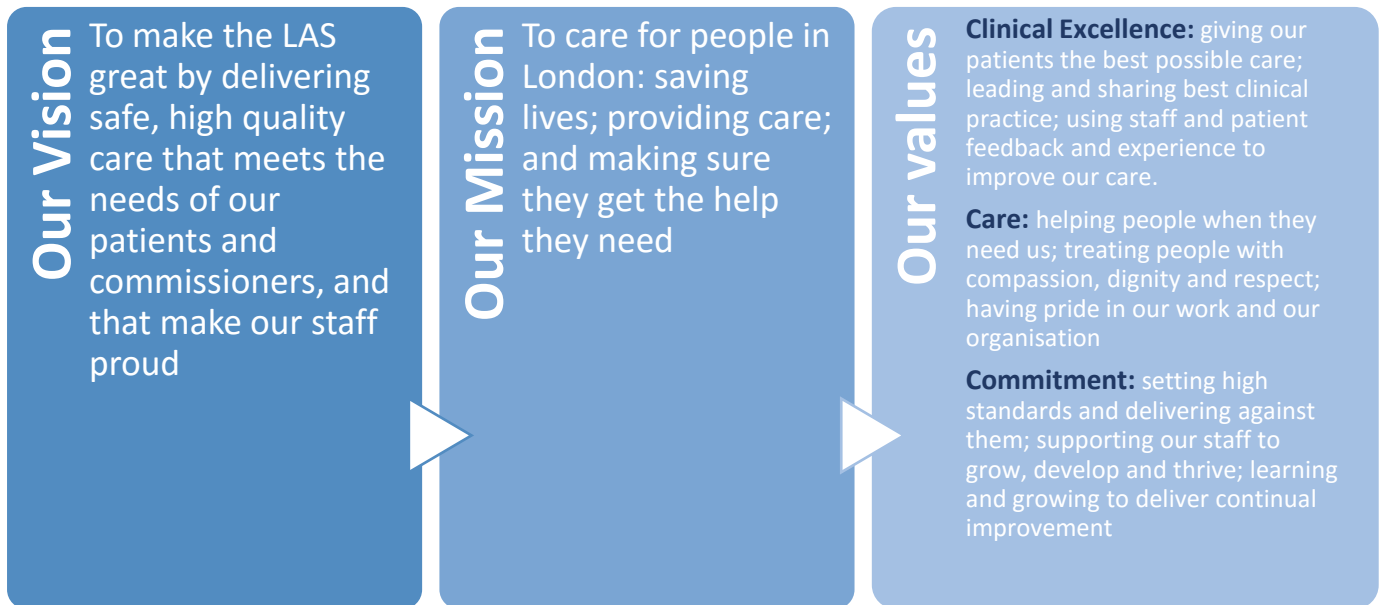 Our Vision
To make the LAS
great by delivering
safe, high quality
care that meets the
needs of our
patients and
commissioners, and
that make our staff
proud
Our Mission
To care for people in
London: saving
lives; providing care;
and making sure
they get the help
they need
Our values
Clinical Excellence: giving our
patients the best possible care;
leading and sharing best clinical
practice; using staff and patient
feedback and experience to
improve our care.
Care: helping people when they
need us; treating people with
compassion, dignity and respect;
having pride in our work and our
organisation
Commitment: setting high
standards and delivering against
them; supporting our staff to
grow, develop and thrive; learning
and growing to deliver continual
improvement